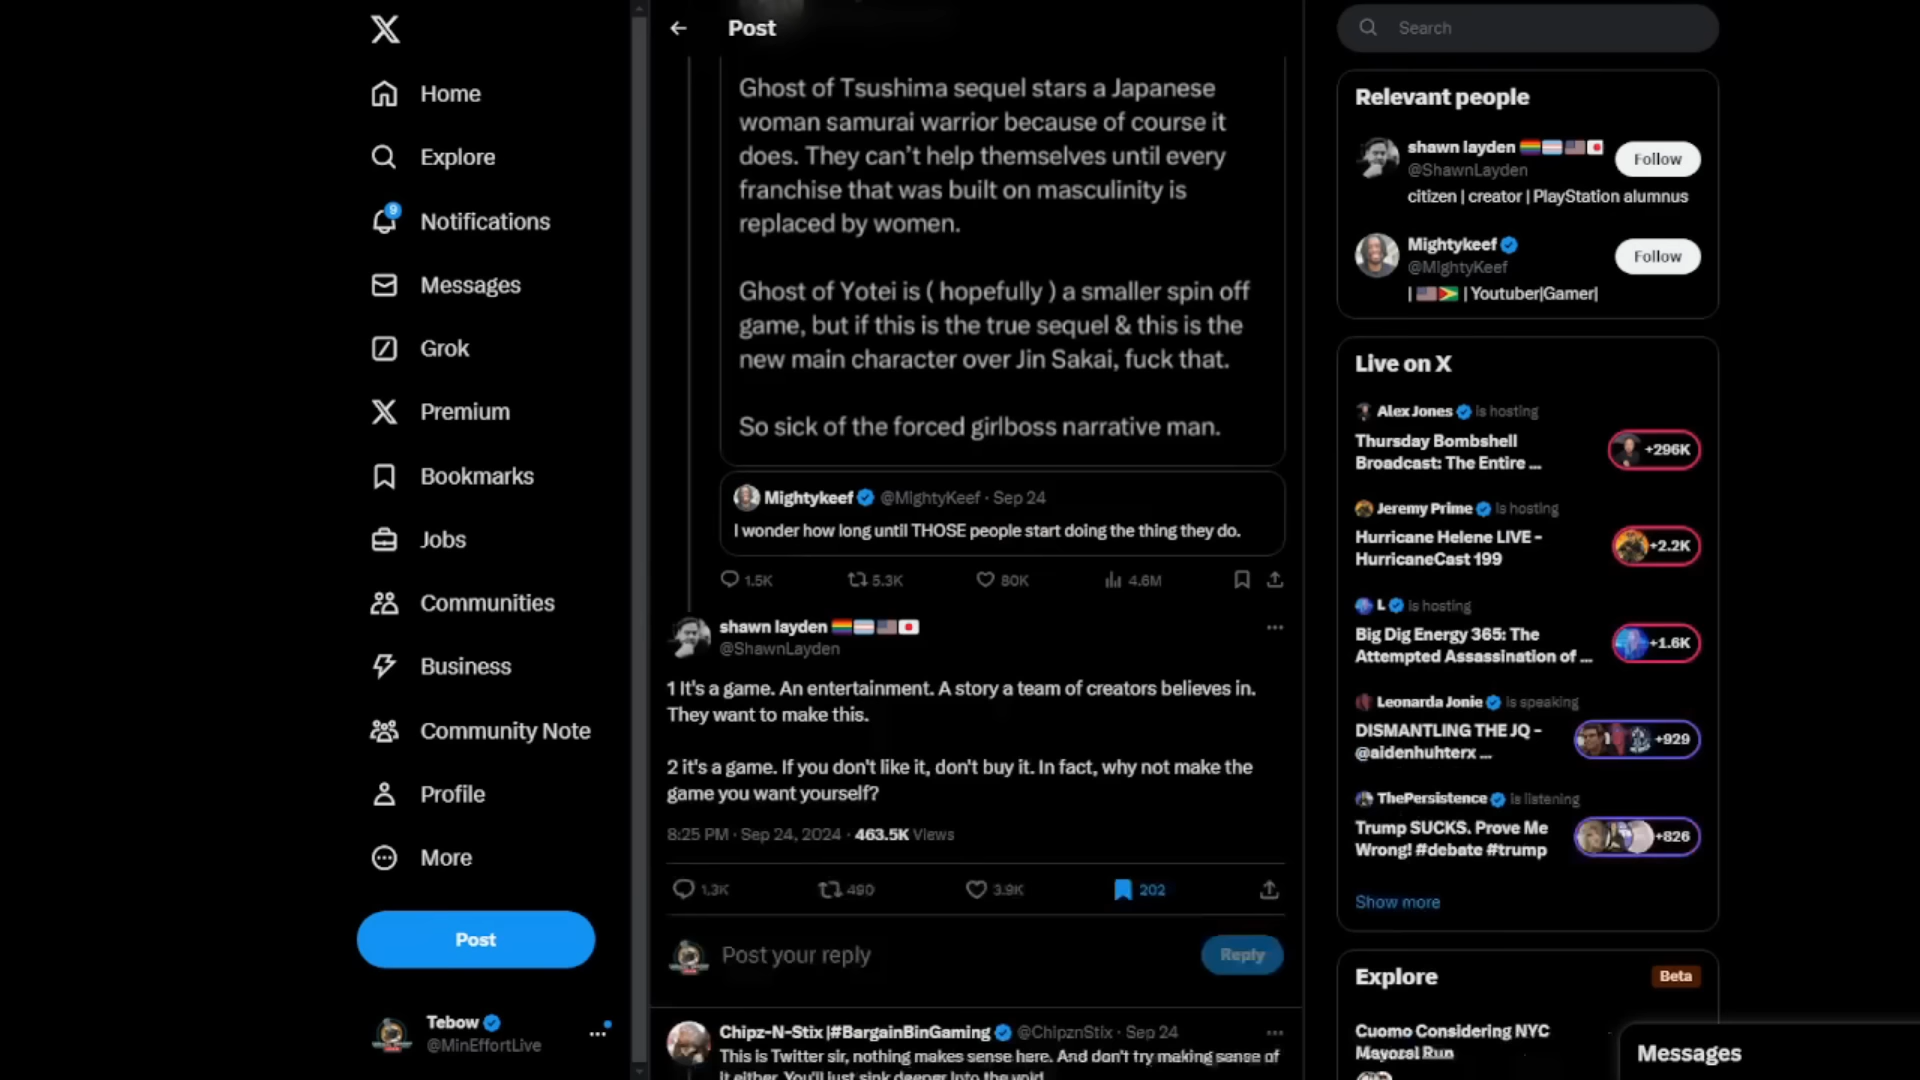 Home
Explore
9
Notifications
Messages
Grok
Premium
Bookmarks
Jobs
Communities
Business
Community Note
Profile
More
Post
Tebow
@MinEffortLive
Post
Ghost of Tsushima sequel stars a Japanese
woman samurai warrior because of course it
does. They can't help themselves until every
franchise that was built on masculinity is
replaced by women.
Ghost of Yotei is ( hopefully ) a smaller spin off
game, but if this is the true sequel & this is the
new main character over Jin Sakai, fuck that.
So sick of the forced girlboss narrative man.
Mightykeef @MightyKeef · Sep 24
I wonder how long until THOSE people start doing the thing they do.
1.5K 5.3K 80K 4.6M
shawn layden
@ShawnLayden
1 It's a game. An entertainment. A story a team of creators believes in.
They want to make this.
2 it's a game. If you don't like it, don't buy it. In fact, why not make the
game you want yourself?
8:25 PM · Sep 24, 2024 · 463.5K Views
1.3K 490 3.9K 202
Post your reply
Reply
Chipz-N-Stix |#BargainBinGaming @ChipznStix · Sep 24
This is Twitter sir, nothing makes sense here. And don't try making sense of
it either. You'll just sink deeper into the void
Search
Relevant people
shawn layden
@ShawnLayden
Follow
citizen | creator | PlayStation alumnus
Mightykeef
@MightyKeef
Follow
| | Youtuber|Gamer|
Live on X
Alex Jones is hosting
Thursday Bombshell
Broadcast: The Entire ...
+296K
Jeremy Prime is hosting
Hurricane Helene LIVE -
HurricaneCast 199
+2.2K
L is hosting
Big Dig Energy 365: The
Attempted Assassination of ...
+1.6K
Leonarda Jonie is speaking
DISMANTLING THE JQ -
@aidenhuhterx ...
+929
ThePersistence is listening
Trump SUCKS. Prove Me
Wrong! #debate #trump
+826
Show more
Explore
Beta
Cuomo Considering NYC
Mayoral Run
Messages